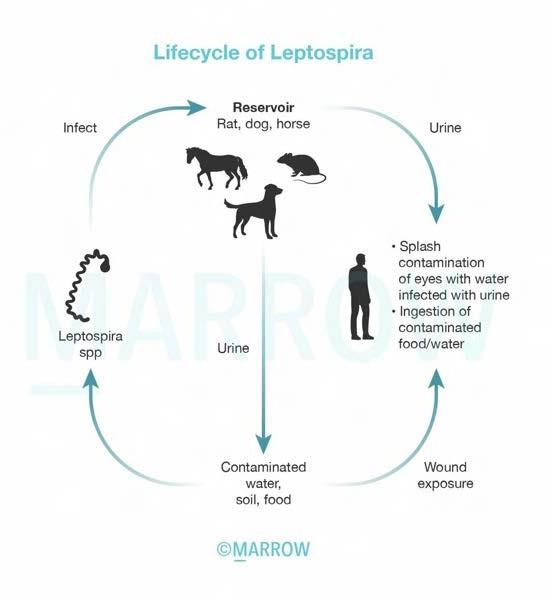 Lifecycle of Leptospira
Reservoir
Rat, dog, horse
Infect
Urine
• Splash
contamination
of eyes with water
infected with urine
• Ingestion of
contaminated
food/water
Leptospira
spp
Urine
Contaminated
water,
soil, food
Wound
exposure
MARROW
©MARROW